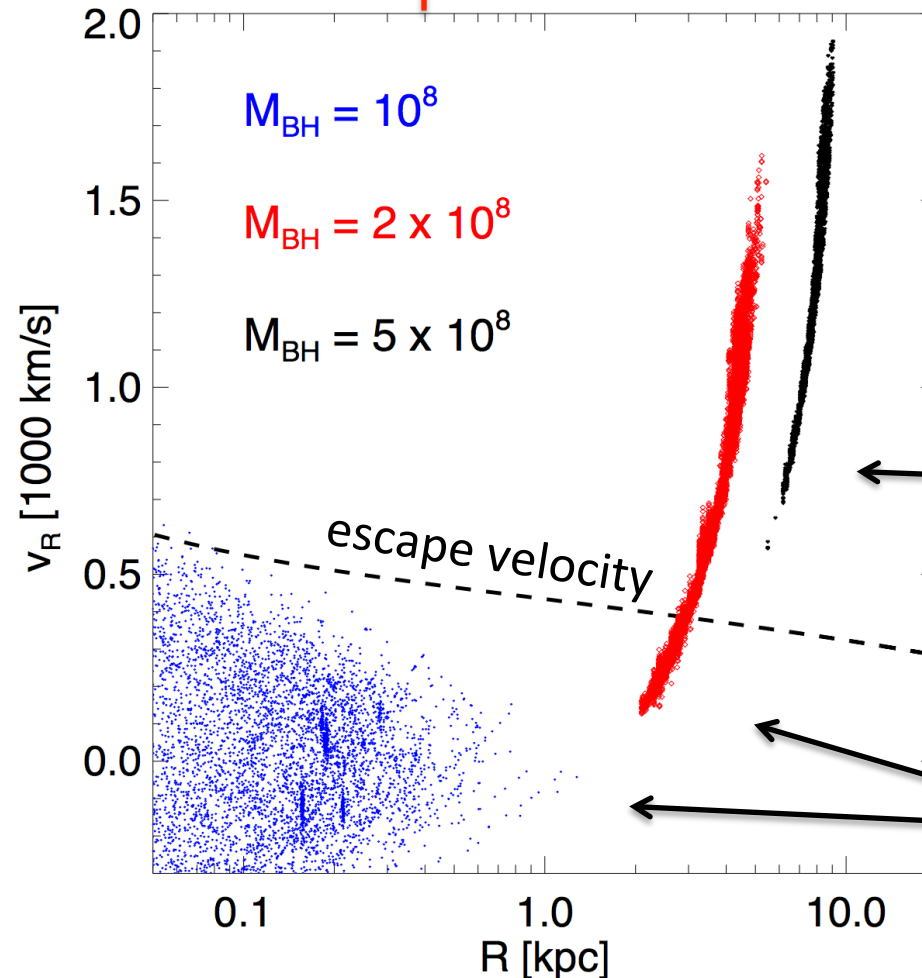 2.0
1.5
1.0
0.5
0.0
v_R [1000 km/s]
M_BH = 10^8
M_BH = 2 x 10^8
M_BH = 5 x 10^8
escape velocity
0.1 1.0 10.0
R [kpc]